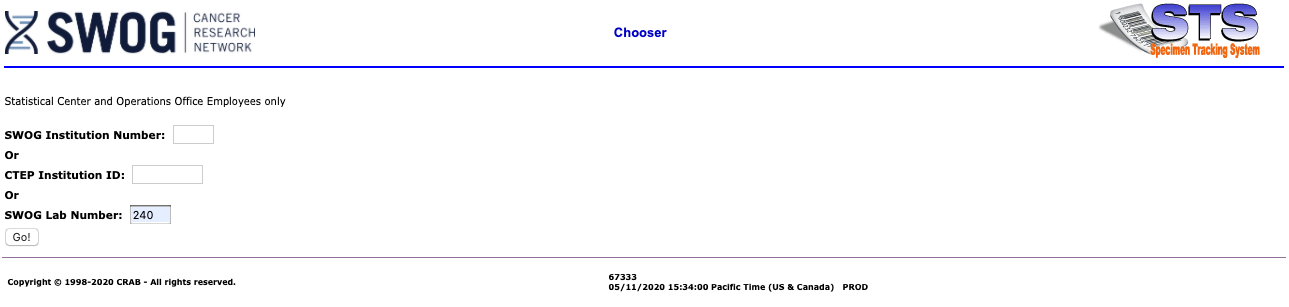 SWOG CANCER RESEARCH NETWORK
Chooser
STS
Specimen Tracking System
Statistical Center and Operations Office Employees only
SWOG Institution Number:
Or
CTEP Institution ID:
Or
SWOG Lab Number: 240
Go!
Copyright © 1998-2020 CRAB - All rights reserved.
67333
05/11/2020 15:34:00 Pacific Time (US & Canada) PROD